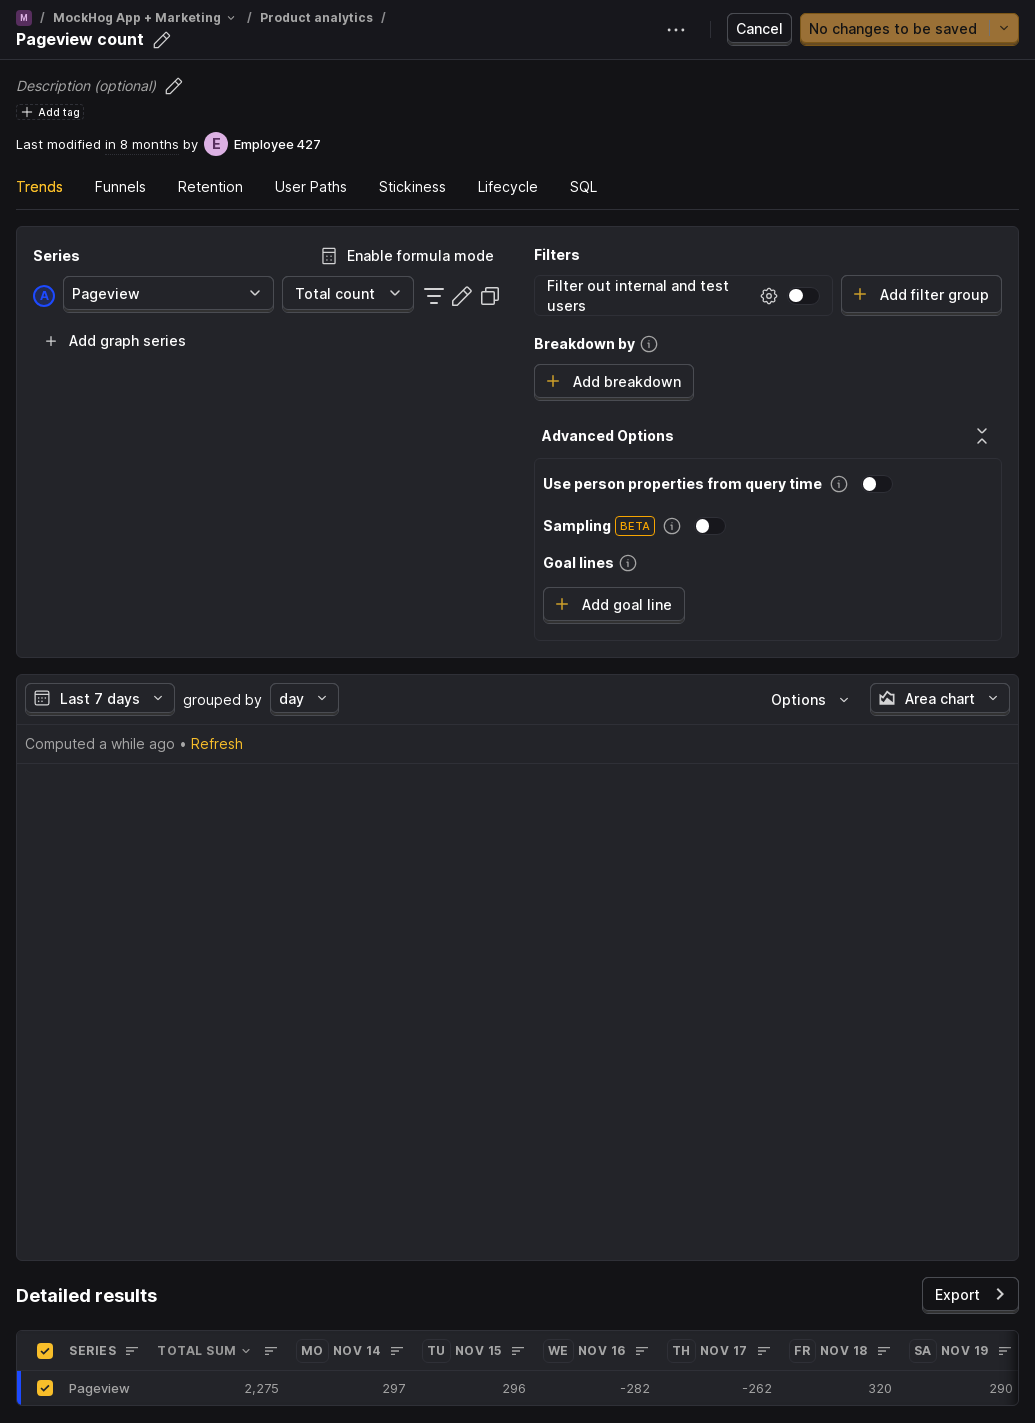 M / MockHog App + Marketing / Product analytics /
Pageview count
Cancel
No changes to be saved
Description (optional)
Add tag
Last modified in 8 months by E Employee 427
Trends Funnels Retention User Paths Stickiness Lifecycle SQL
Series
Enable formula mode
A Pageview Total count
Add graph series
Filters
Filter out internal and test
users
Add filter group
Breakdown by
Add breakdown
Advanced Options
Use person properties from query time
Sampling BETA
Goal lines
Add goal line
Last 7 days grouped by day Options Area chart
Computed a while ago • Refresh
Detailed results
Export
SERIES TOTAL SUM MO NOV 14 TU NOV 15 WE NOV 16 TH NOV 17 FR NOV 18 SA NOV 19
Pageview 2,275 297 296 -282 -262 320 290